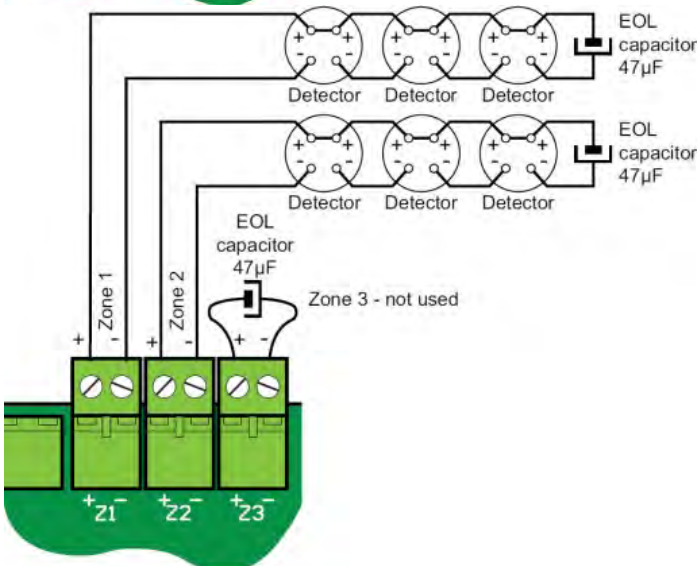 + + +
- - -
EOL
capacitor
47µF
Detector Detector Detector
+ + +
- - -
EOL
capacitor
47µF
Detector Detector Detector
EOL
capacitor
47µF
Zone 1
Zone 2
Zone 3 - not used
+ - + - + -
+ - + - + -
Z1 Z2 Z3